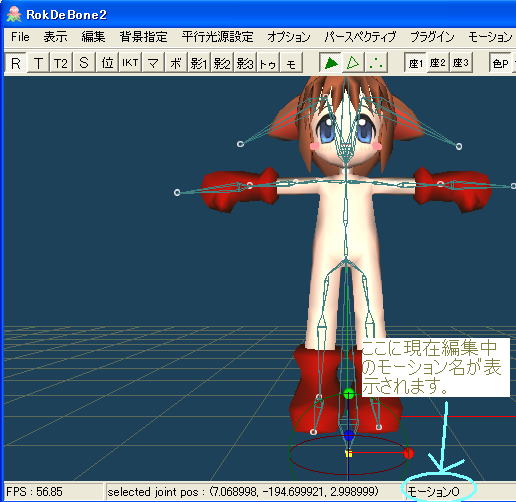 RokDeBone2
File 表示 編集 背景指定 平行光源設定 オプション パースペクティブ プラグイン モーション
R T T2 S 位 IKT マ ボ 影1 影2 影3 トゥ モ 座1 座2 座3 色P
ここに現在編集中
のモーション名が表
示されます。
FPS : 56.85 selected joint pos : (7.068998, -194.699921, 2.998999) モーション0